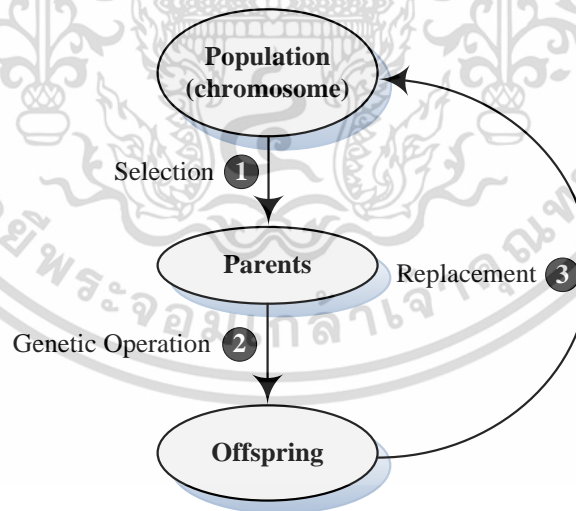 Population
(chromosome)
Selection 1
Parents
Replacement 3
Genetic Operation 2
Offspring